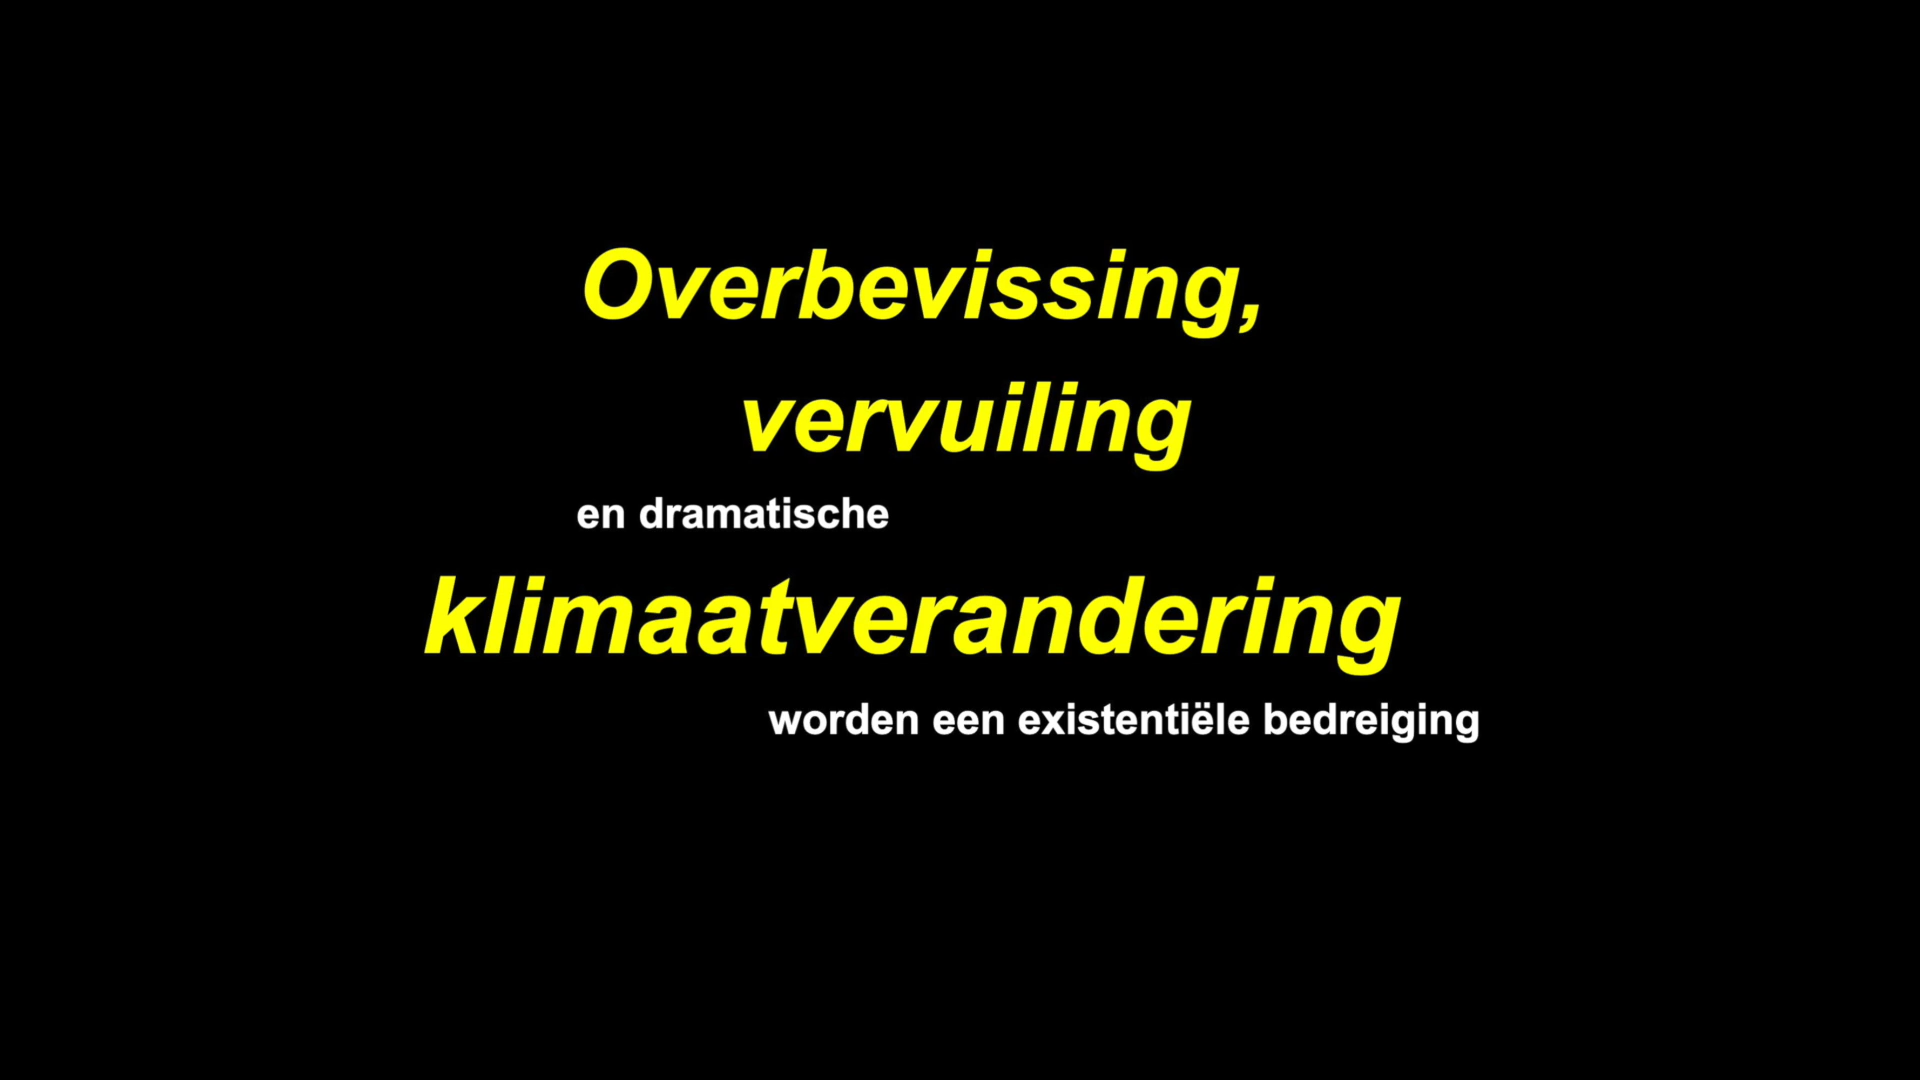 Overbevissing,
vervuiling
en dramatische
klimaatverandering
worden een existentiële bedreiging